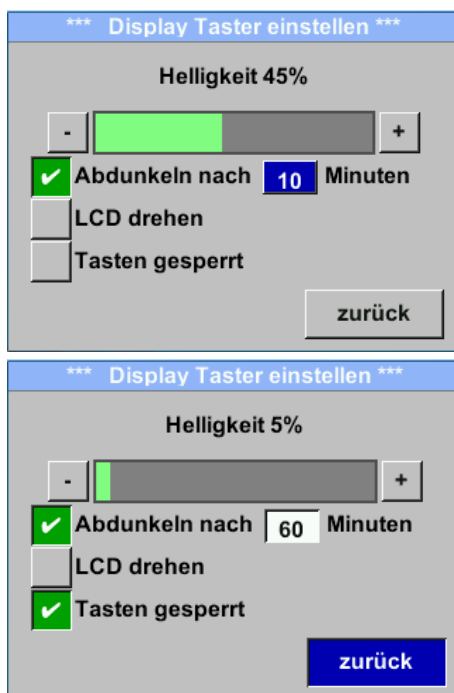 *** Display Taster einstellen ***
Helligkeit 45%
- +
Abdunkeln nach 10 Minuten
LCD drehen
Tasten gesperrt
zurück
*** Display Taster einstellen ***
Helligkeit 5%
- +
Abdunkeln nach 60 Minuten
LCD drehen
Tasten gesperrt
zurück